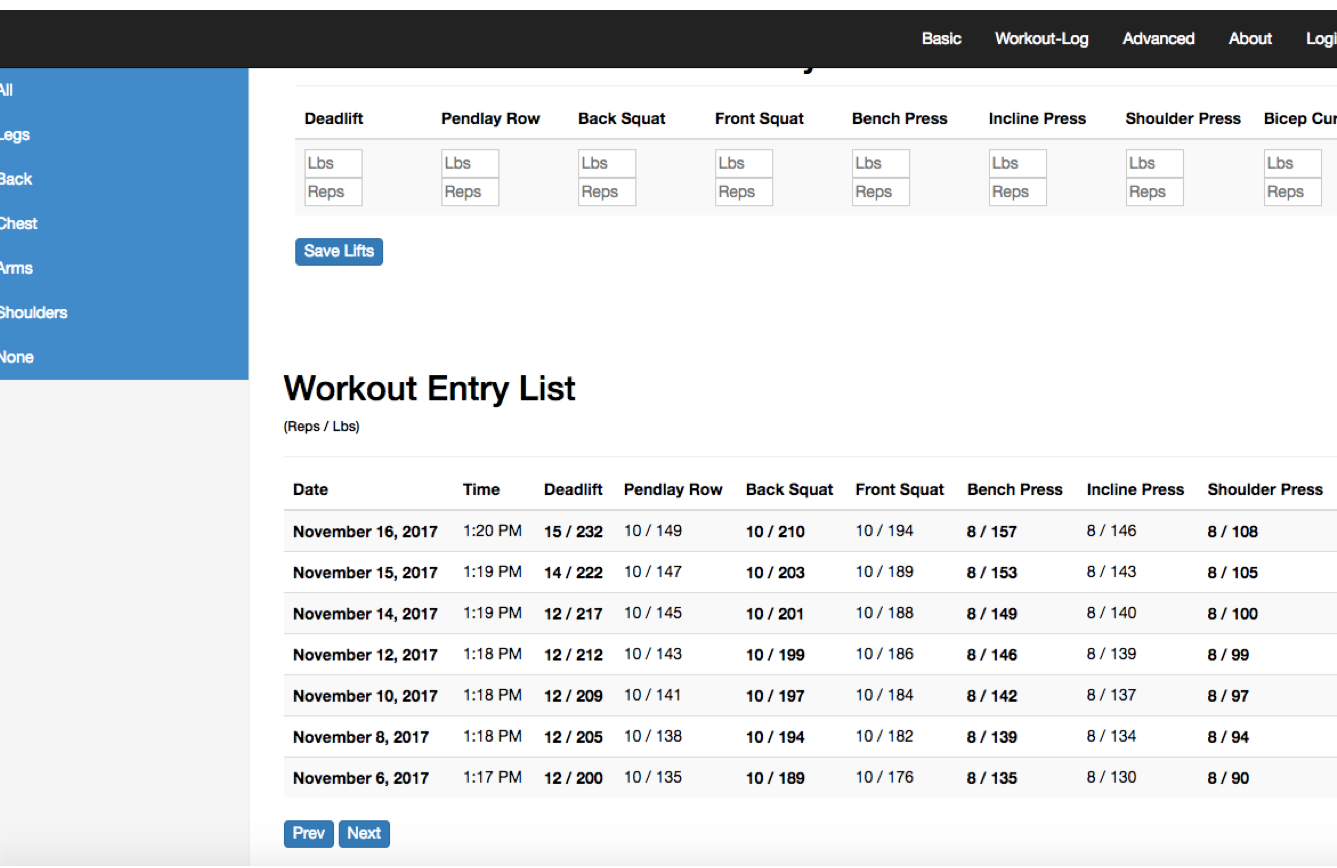 Basic Workout-Log Advanced About
All
Legs
Back
Chest
Arms
Shoulders
None
Deadlift Pendlay Row Back Squat Front Squat Bench Press Incline Press Shoulder Press Bicep Cur
Lbs Lbs Lbs Lbs Lbs Lbs Lbs Lbs
Reps Reps Reps Reps Reps Reps Reps Reps
Save Lifts
Workout Entry List
(Reps / Lbs)
Date Time Deadlift Pendlay Row Back Squat Front Squat Bench Press Incline Press Shoulder Press
November 16, 2017 1:20 PM 15 / 232 10 / 149 10 / 210 10 / 194 8 / 157 8 / 146 8 / 108
November 15, 2017 1:19 PM 14 / 222 10 / 147 10 / 203 10 / 189 8 / 153 8 / 143 8 / 105
November 14, 2017 1:19 PM 12 / 217 10 / 145 10 / 201 10 / 188 8 / 149 8 / 140 8 / 100
November 12, 2017 1:18 PM 12 / 212 10 / 143 10 / 199 10 / 186 8 / 146 8 / 139 8 / 99
November 10, 2017 1:18 PM 12 / 209 10 / 141 10 / 197 10 / 184 8 / 142 8 / 137 8 / 97
November 8, 2017 1:18 PM 12 / 205 10 / 138 10 / 194 10 / 182 8 / 139 8 / 134 8 / 94
November 6, 2017 1:17 PM 12 / 200 10 / 135 10 / 189 10 / 176 8 / 135 8 / 130 8 / 90
Prev Next